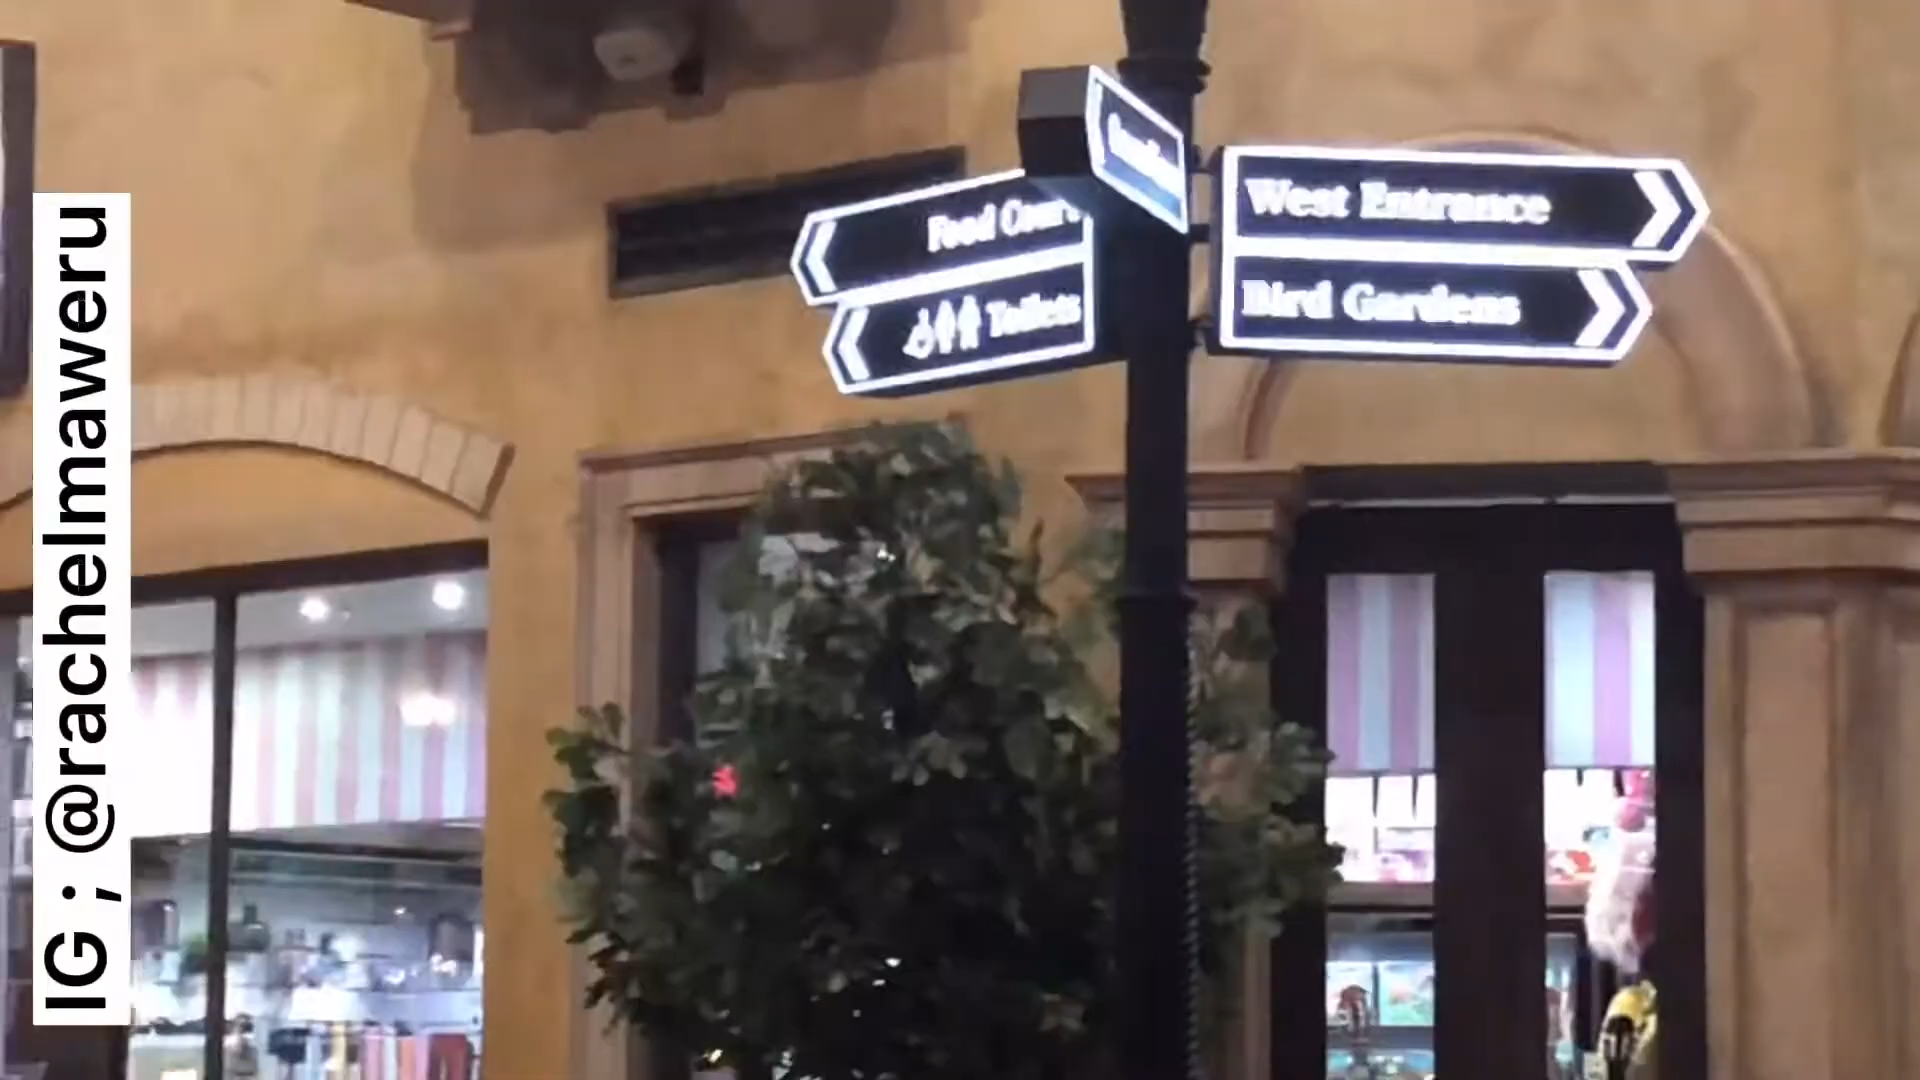 IG ; @rachelmaweru
Food Court
Toilets
West Entrance
Bird Gardens